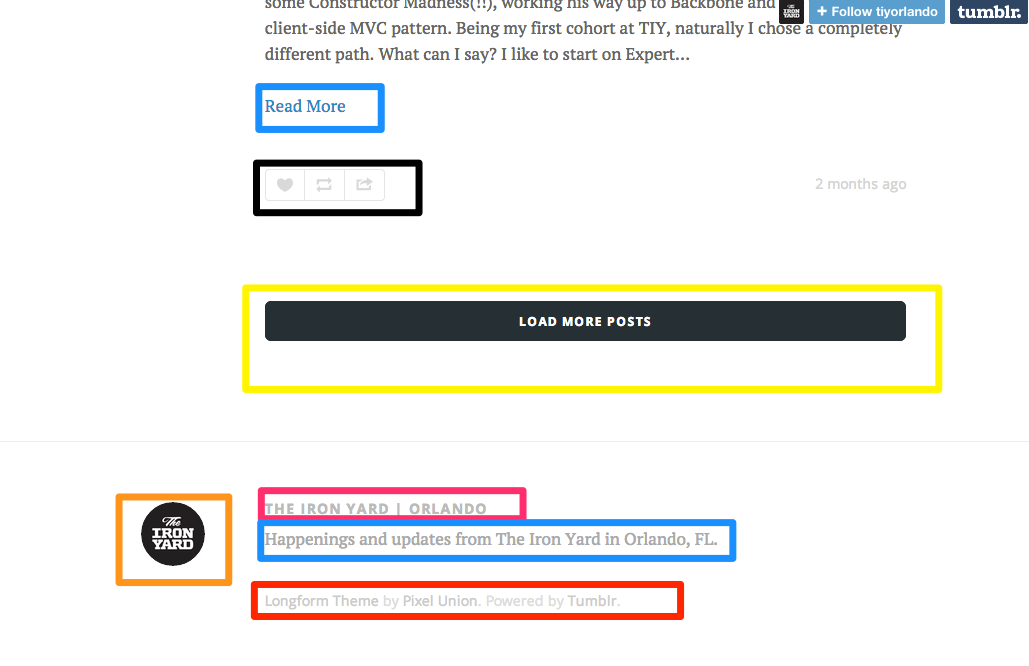 some Constructor Madness(!!), working his way up to Backbone and
THE IRON YARD
+ Follow tiyorlando
tumblr.
client-side MVC pattern. Being my first cohort at TIY, naturally I chose a completely
different path. What can I say? I like to start on Expert...
Read More
2 months ago
LOAD MORE POSTS
The
IRON
YARD
THE IRON YARD | ORLANDO
Happenings and updates from The Iron Yard in Orlando, FL.
Longform Theme by Pixel Union. Powered by Tumblr.